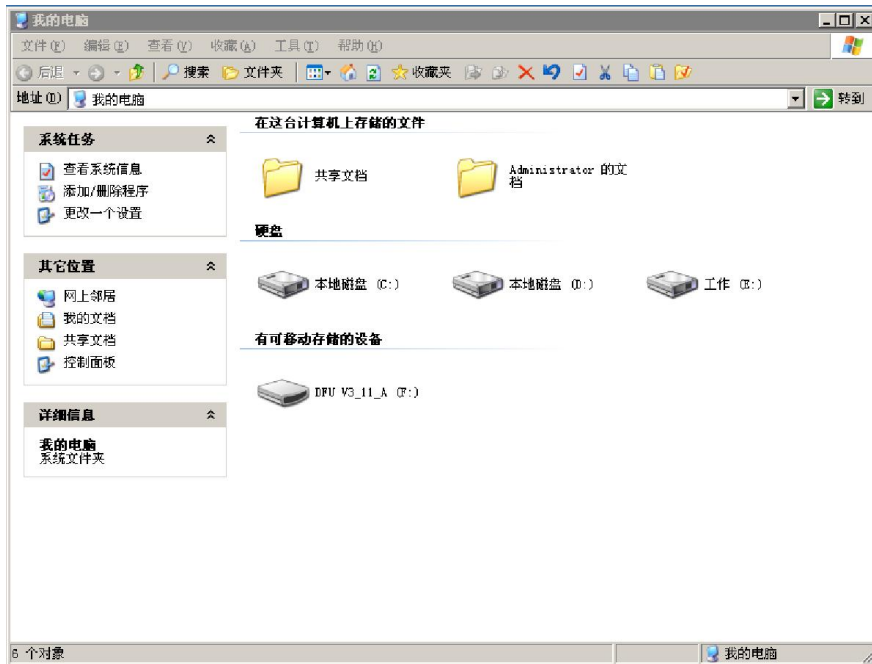 我的电脑
文件(F) 编辑(E) 查看(V) 收藏(A) 工具(T) 帮助(H)
后退 搜索 文件夹 收藏夹
地址(D) 我的电脑 转到
系统任务
查看系统信息
添加/删除程序
更改一个设置
其它位置
网上邻居
我的文档
共享文档
控制面板
详细信息
我的电脑
系统文件夹
在这台计算机上存储的文件
共享文档
Administrator 的文
档
硬盘
本地磁盘 (C:)
本地磁盘 (D:)
工作 (E:)
有可移动存储的设备
DFU V3_11_A (F:)
6 个对象
我的电脑